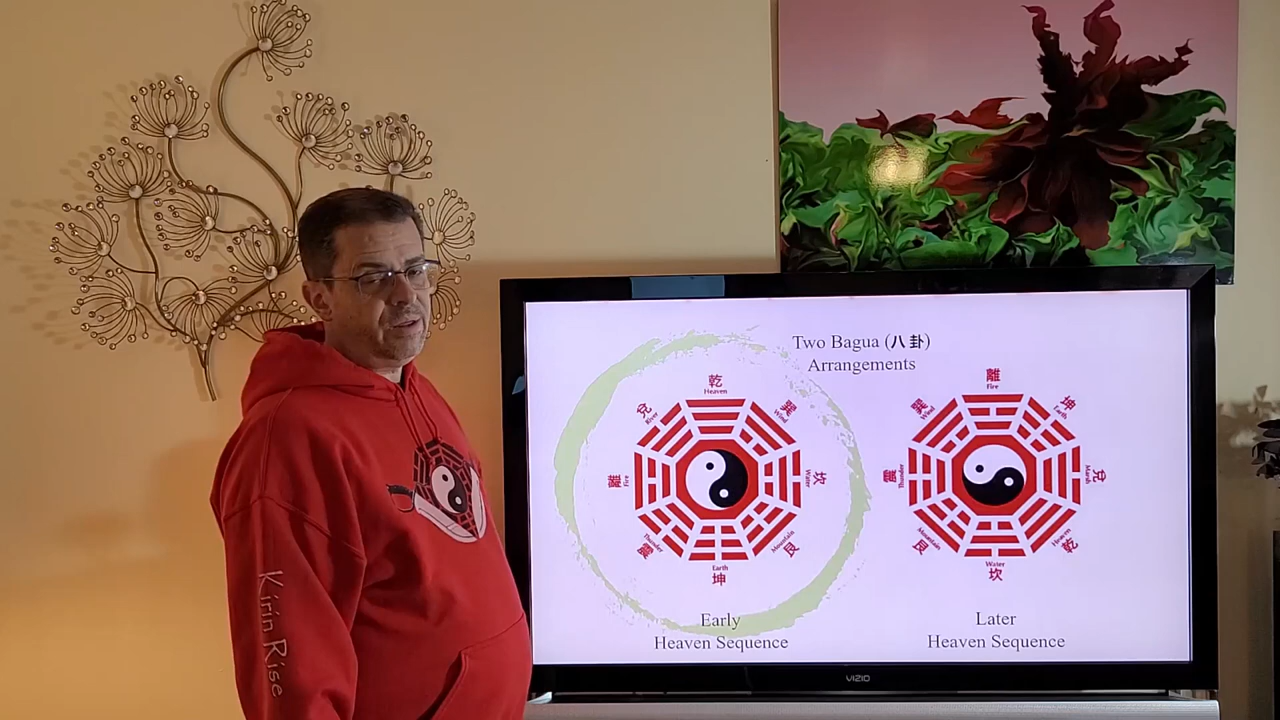 Two Bagua (八卦)
Arrangements
乾
Heaven
兌
River
巽
Wind
離
Fire
坎
Water
震
Thunder
艮
Mountain
Earth
坤
Early
Heaven Sequence
離
Fire
巽
Wind
坤
Earth
震
Thunder
兌
Marsh
艮
Mountain
乾
Heaven
Water
坎
Later
Heaven Sequence
Kirin Rise
VIZIO